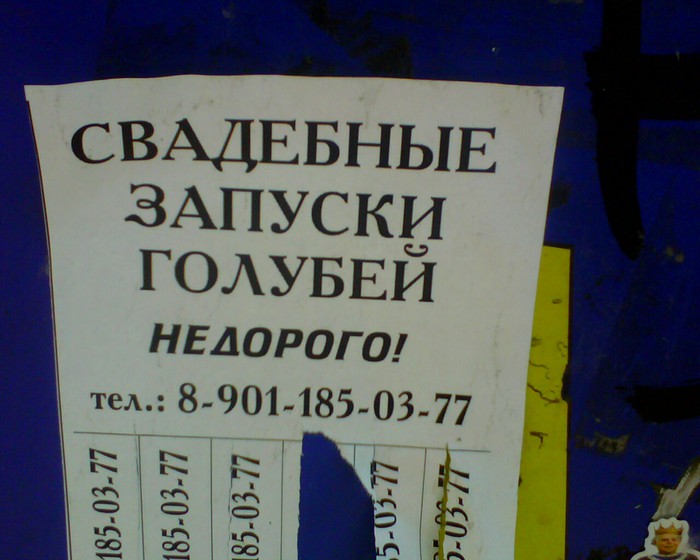 СВАДЕБНЫЕ
ЗАПУСКИ
ГОЛУБЕЙ
НЕДОРОГО!
тел.: 8-901-185-03-77
185-03-77
185-03-77
185-03-77